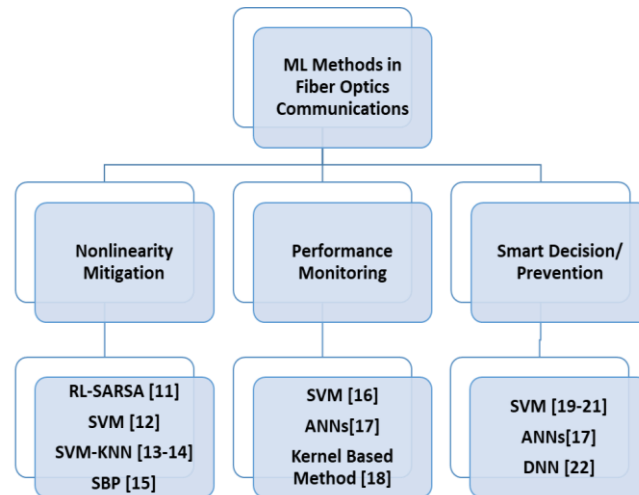 ML Methods in
Fiber Optics
Communications
Nonlinearity
Mitigation
Performance
Monitoring
Smart Decision/
Prevention
RL-SARSA [11]
SVM [12]
SVM-KNN [13-14]
SBP [15]
SVM [16]
ANNs[17]
Kernel Based
Method [18]
SVM [19-21]
ANNs[17]
DNN [22]